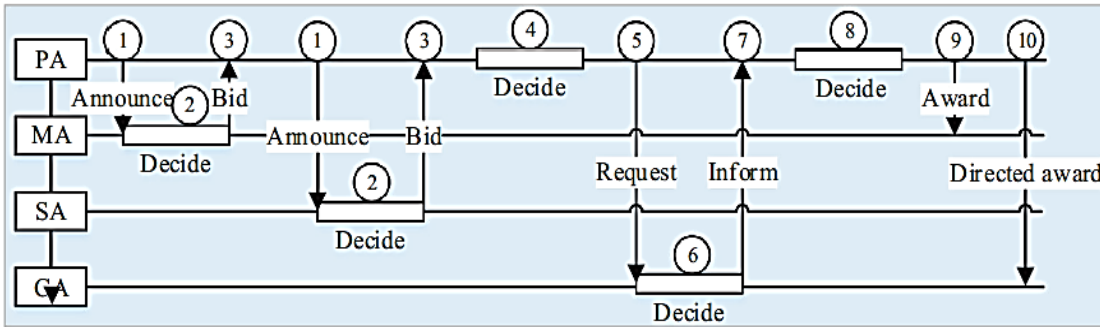 1 3 1 3 4 5 7 8 9 10
PA
Decide Decide
Announce 2 Bid Award
MA
Announce Bid
Decide
Request Inform Directed award
2
SA
Decide
6
GA
Decide